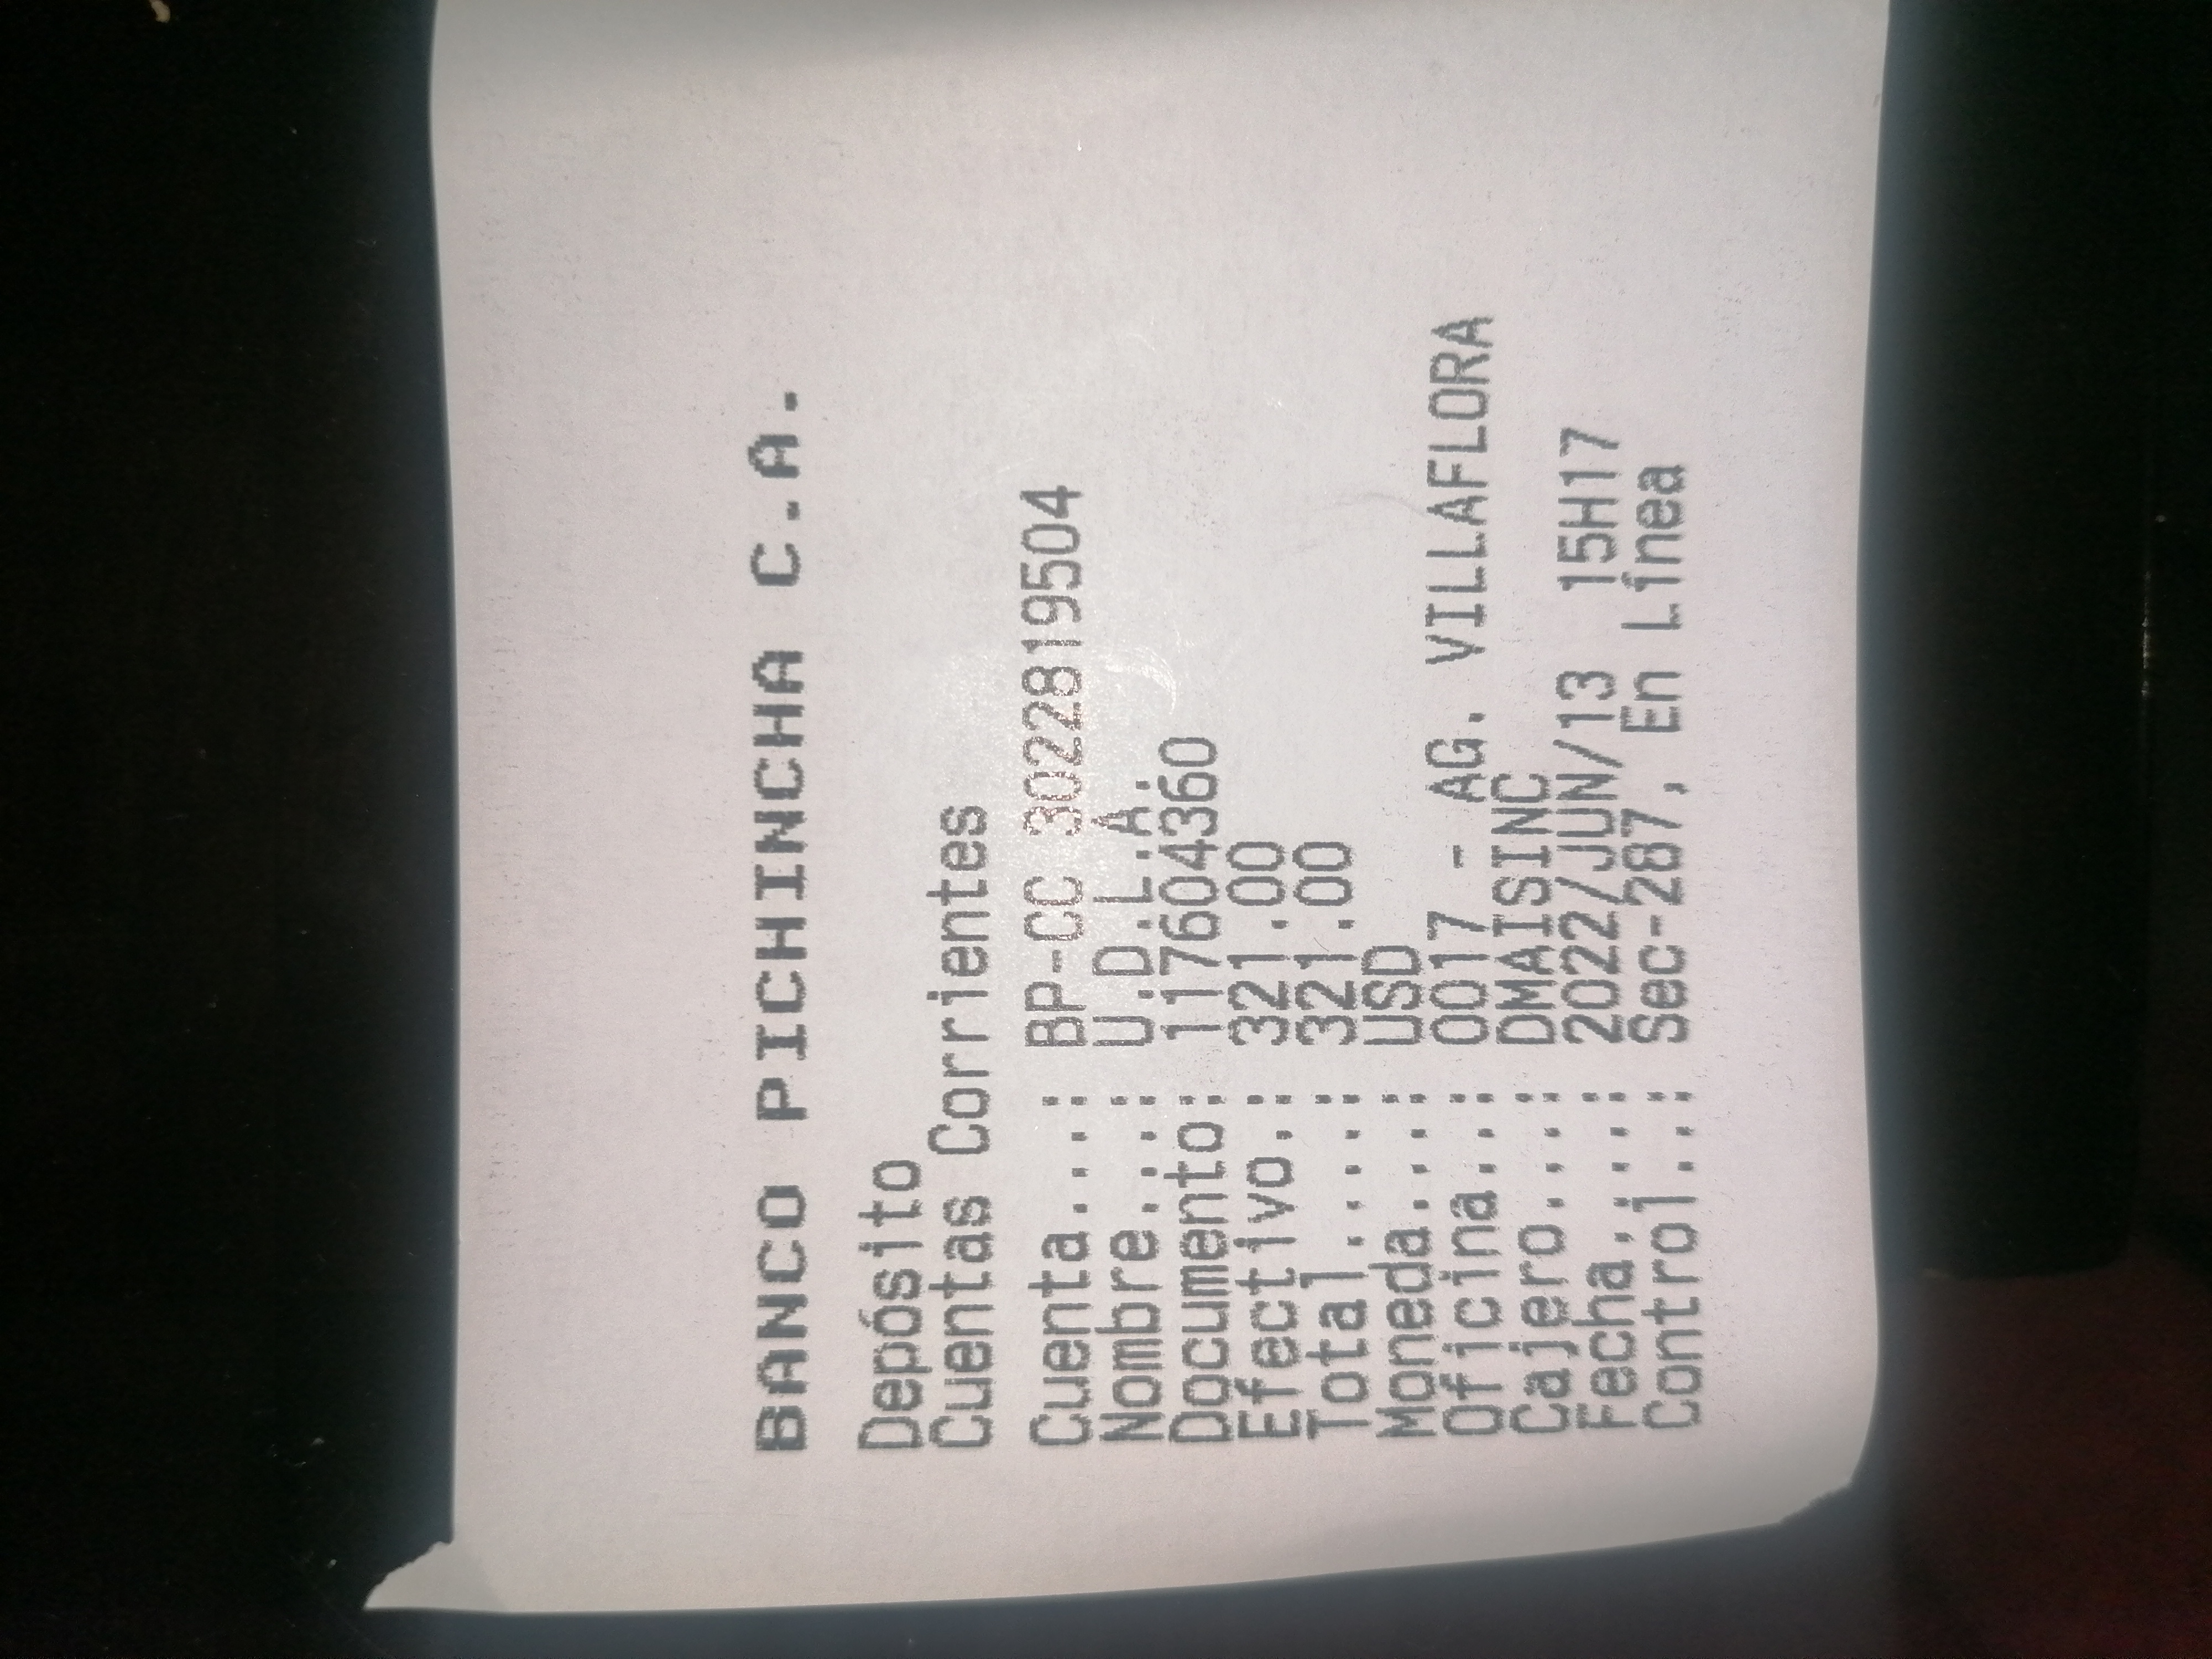 BANCO PICHINCHA C.A.
Depósito
Cuentas Corrientes
Cuenta....: BP-CC 3022819504
Nombre....: U.D.L.A.
Documento: 117604360
Efectivo.: 321.00
Total.....: 321.00
Moneda....: USD
Oficina...: 0017 - AG. VILLAFLORA
Cajero....: DMAISINC
Fecha.....: 2022/JUN/13 15H17
Control...: Sec-287, En Línea